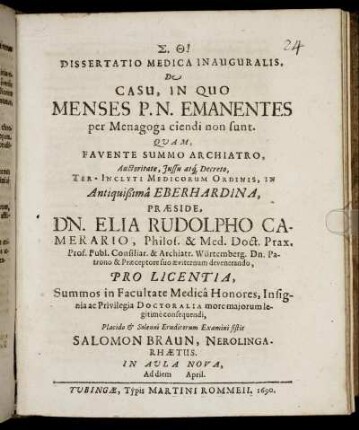 24
Σ. Θ!
DISSERTATIO MEDICA INAUGURALIS,
De
CASU, IN QUO
MENSES P. N. EMANENTES
per Menagoga ciendi non sunt.
QUAM,
FAVENTE SUMMO ARCHIATRO,
Auctoritate, Jussu atq; Decreto,
TER-INCLYTI MEDICORUM ORDINIS, IN
Antiquißimâ EBERHARDINA,
PRÆSIDE,
DN. ELIA RUDOLPHO CA-
MERARIO, Philos. & Med. Doct. Prax.
Prof. Publ. Consiliar. & Archiatr. Würtemberg. Dn. Pa-
trono & Præceptore suo æviternum devenerando,
PRO LICENTIA,
Summos in Facultate Medicâ Honores, Insig-
nia ac Privilegia DOCTORALIA more majorum le-
gitimè consequendi,
Placido & Solenni Eruditorum Examini sistit
SALOMON BRAUN, NEROLINGA-
RHÆTUS.
IN AULA NOVA,
Ad diem April.
TUBINGÆ, Typis MARTINI ROMMEII. 1690.